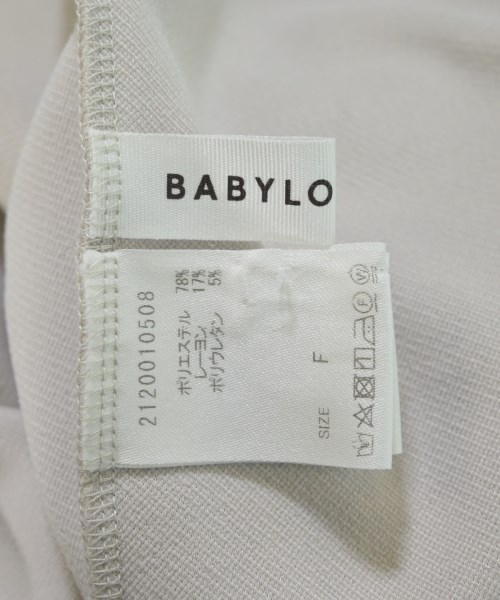 BABYLO
2120010508
ポリエステル 78%
レーヨン 17%
ポリウレタン 5%
SIZE F